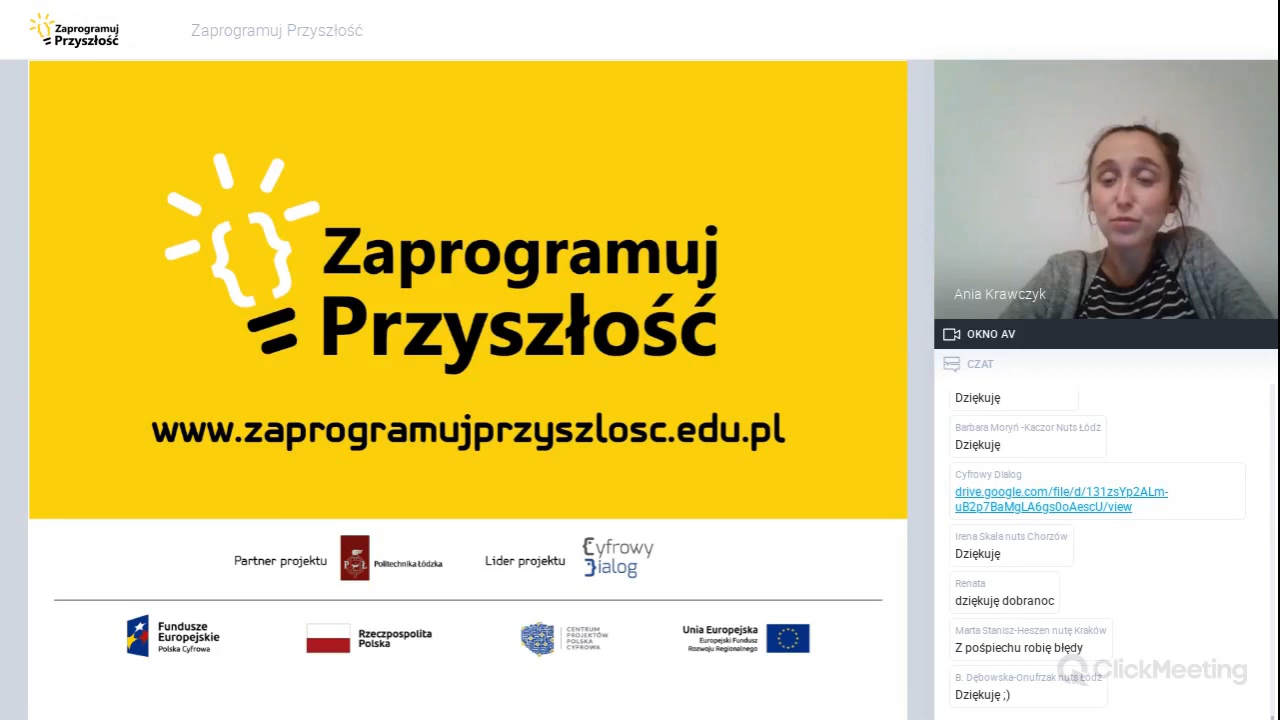 Zaprogramuj
Przyszłość
Zaprogramuj Przyszłość
Zaprogramuj
Przyszłość
www.zaprogramujprzyszlosc.edu.pl
Partner projektu
P Ł
Politechnika Łódzka
Lider projektu
Cyfrowy
Dialog
Fundusze
Europejskie
Polska Cyfrowa
Rzeczpospolita
Polska
CENTRUM
PROJEKTÓW
POLSKA
CYFROWA
Unia Europejska
Europejski Fundusz
Rozwoju Regionalnego
Ania Krawczyk
OKNO AV
CZAT
Dziękuję
Barbara Moryń -Kaczor Nuts Łódź
Dziękuję
Cyfrowy Dialog
drive.google.com/file/d/131zsYp2ALm-
uB2p7BaMgLA6gs0oAescU/view
Irena Skala nuts Chorzów
Dziękuję
Renata
dziękuję dobranoc
Marta Stanisz-Heszen nutę Kraków
Z pośpiechu robię błędy
ClickMeeting
B. Dębowska-Onufrzak nuts Łódź
Dziękuję ;)